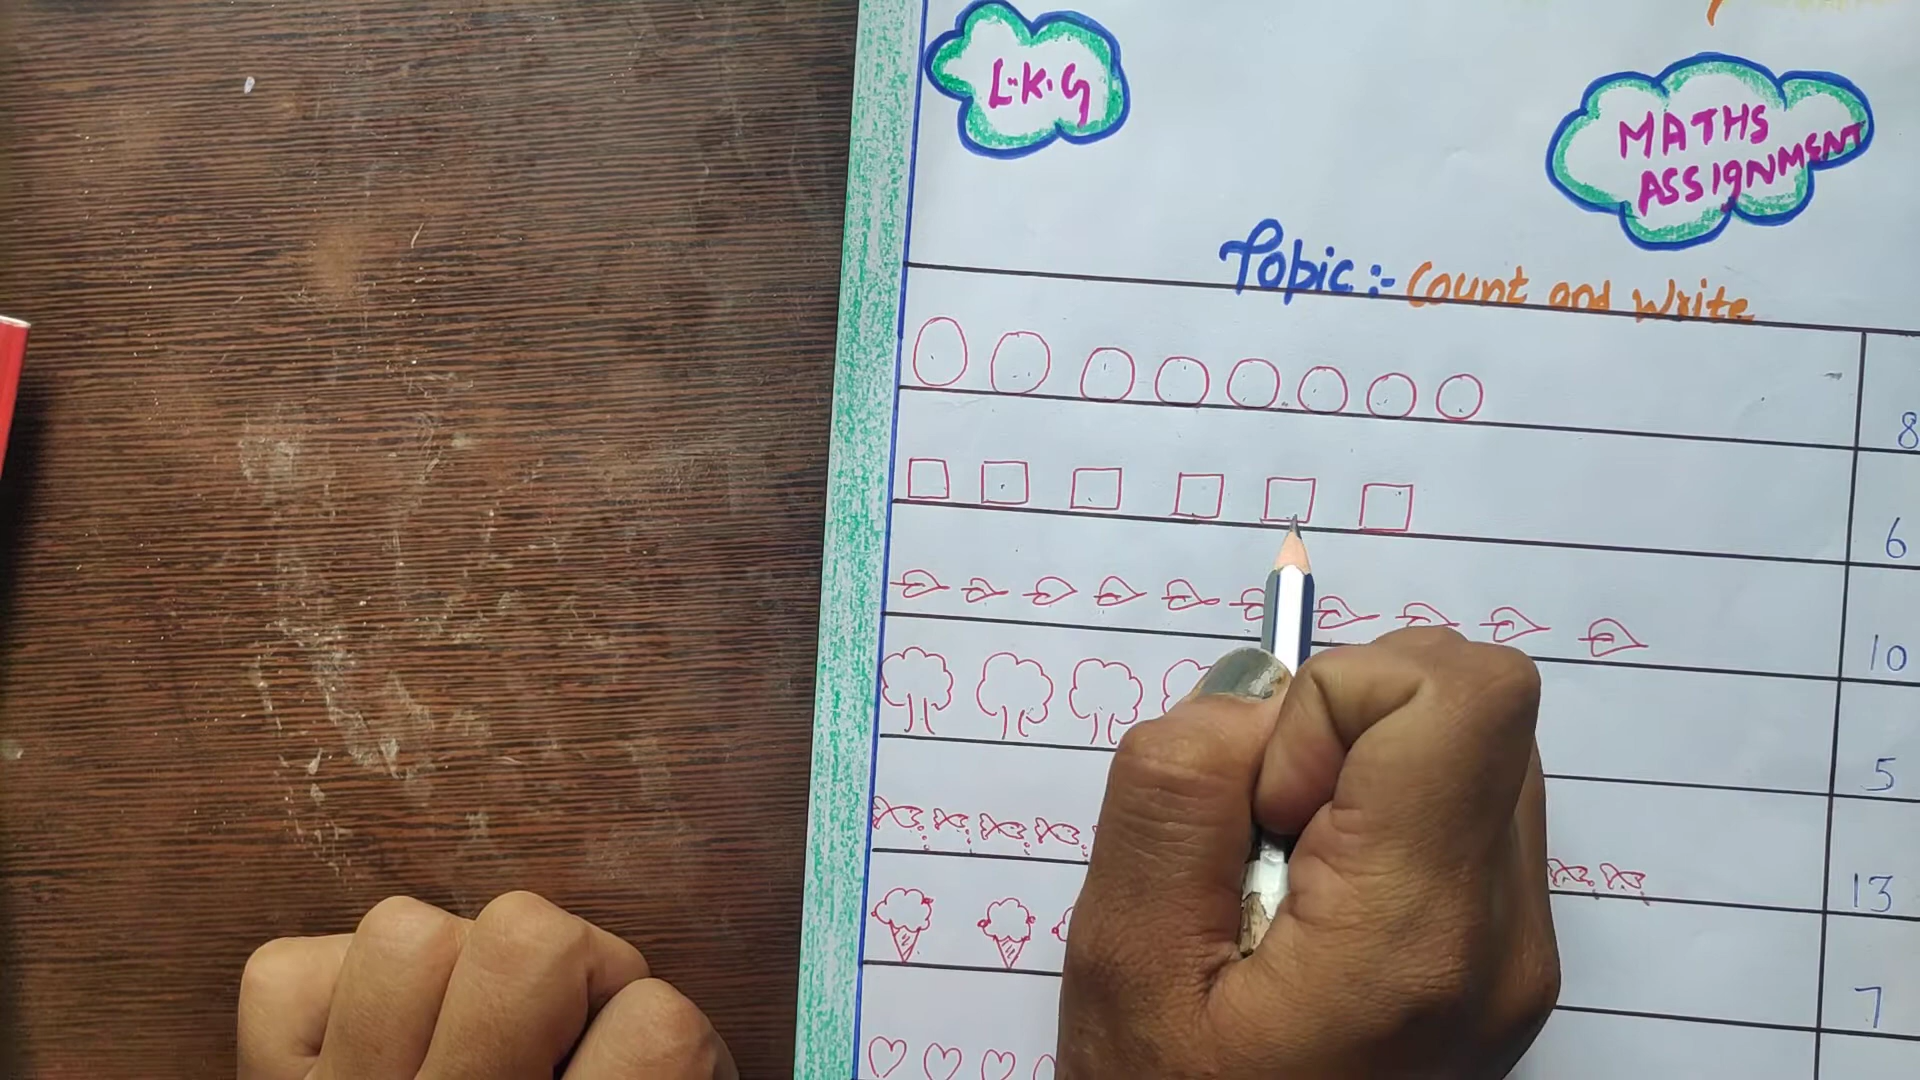 L.K.G
MATHS
ASSIGNMENT
Topic:- Count and Write
8
6
10
5
13
7